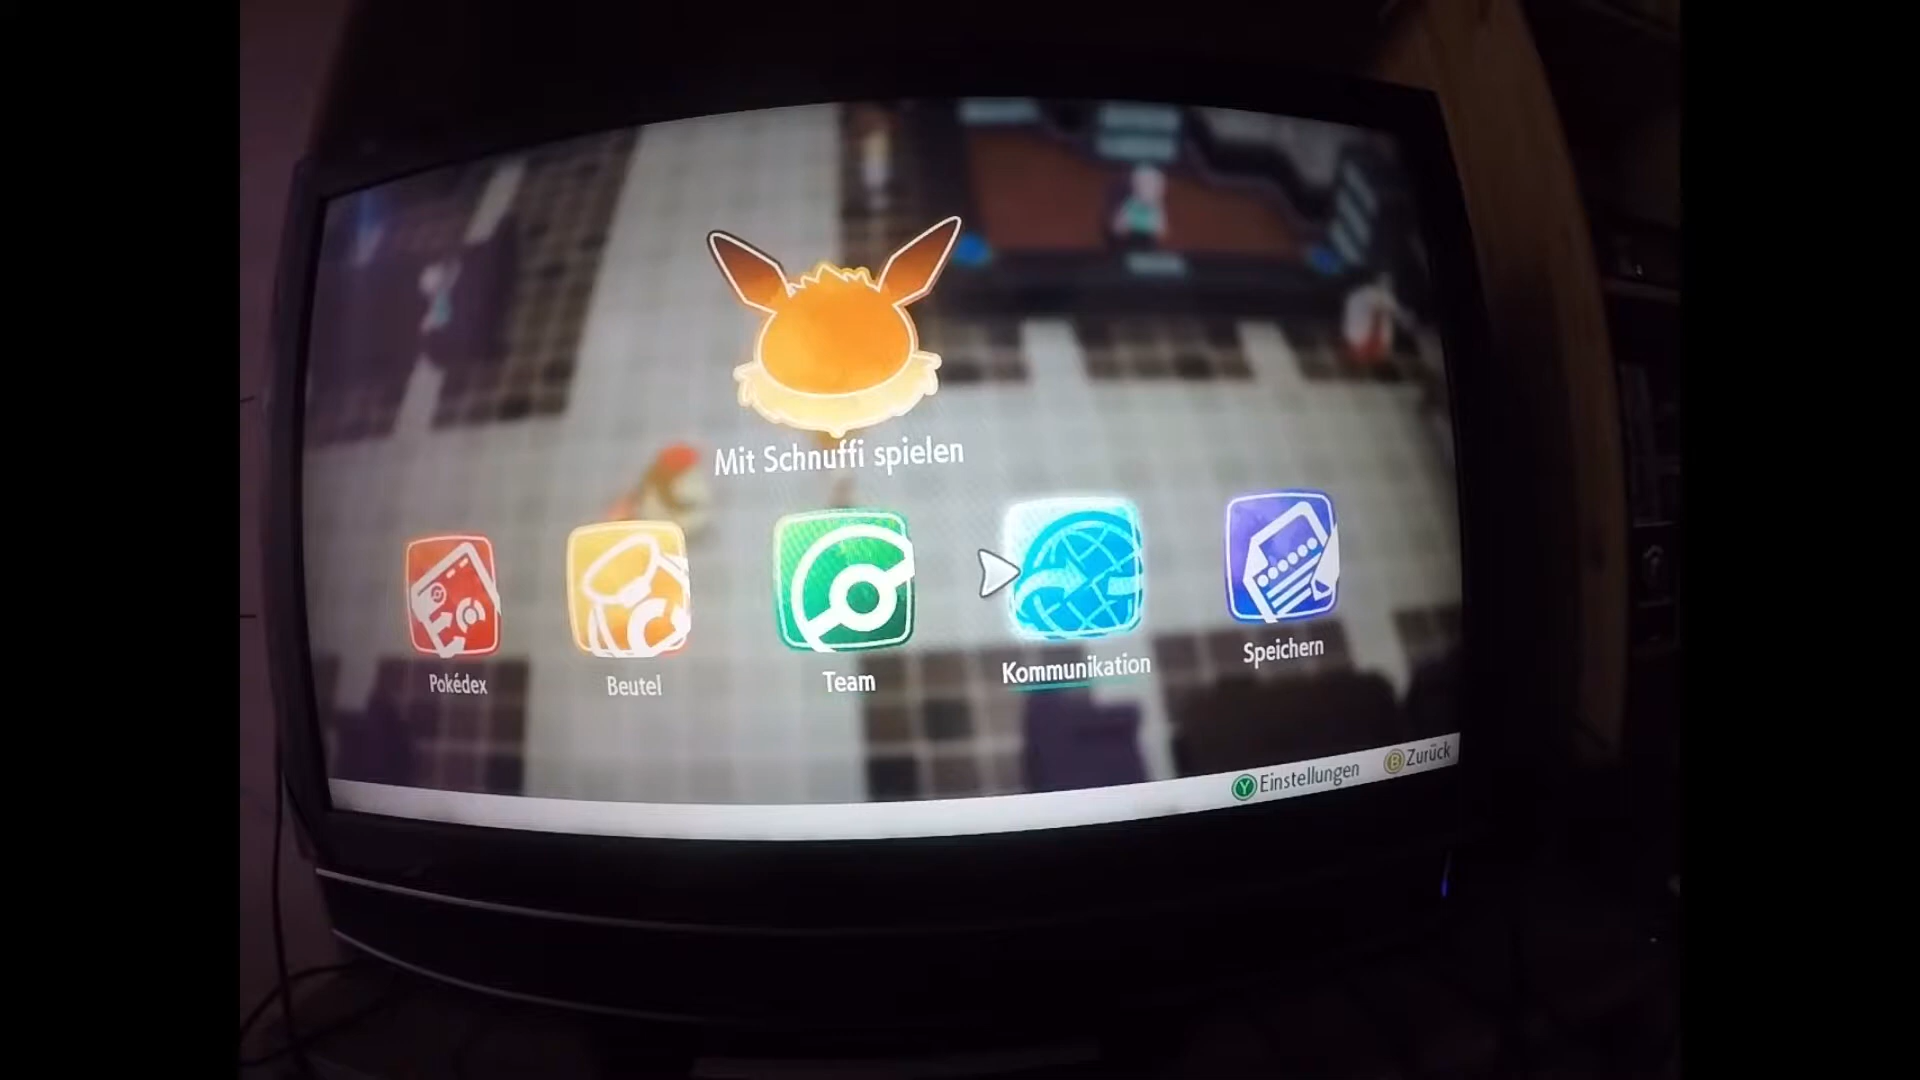 Mit Schnuffi spielen
Pokédex
Beutel
Team
Kommunikation
Speichern
Y Einstellungen
B Zurück